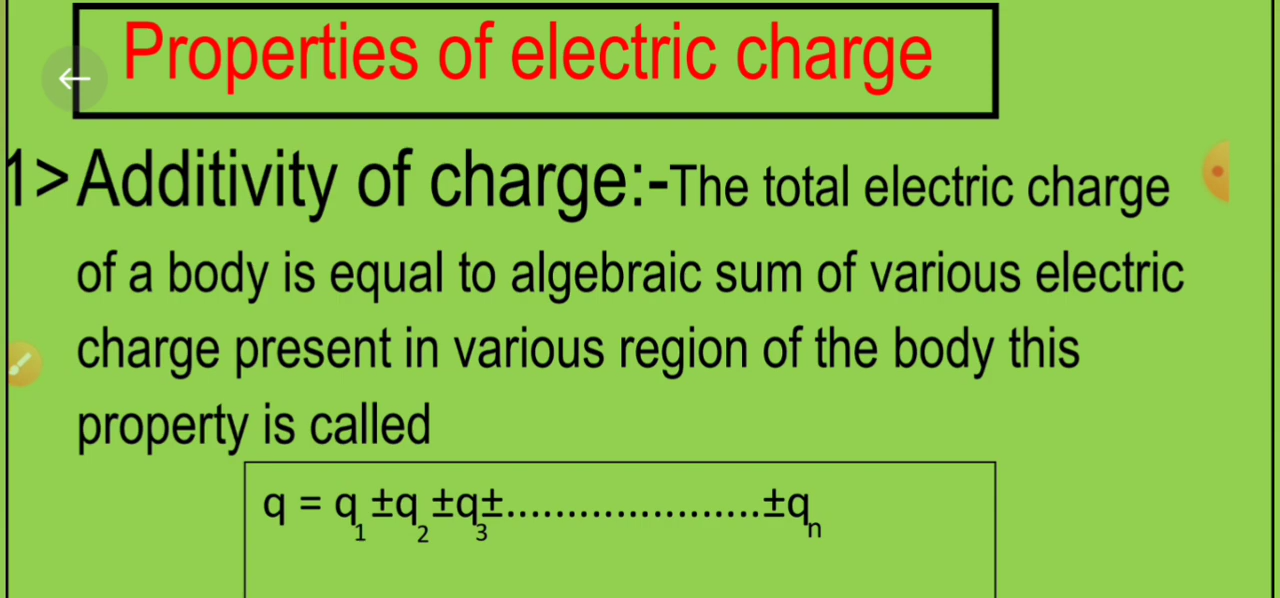 Properties of electric charge
1>Additivity of charge:-The total electric charge
of a body is equal to algebraic sum of various electric
charge present in various region of the body this
property is called
q = q₁±q₂±q₃±.....................±qₙ